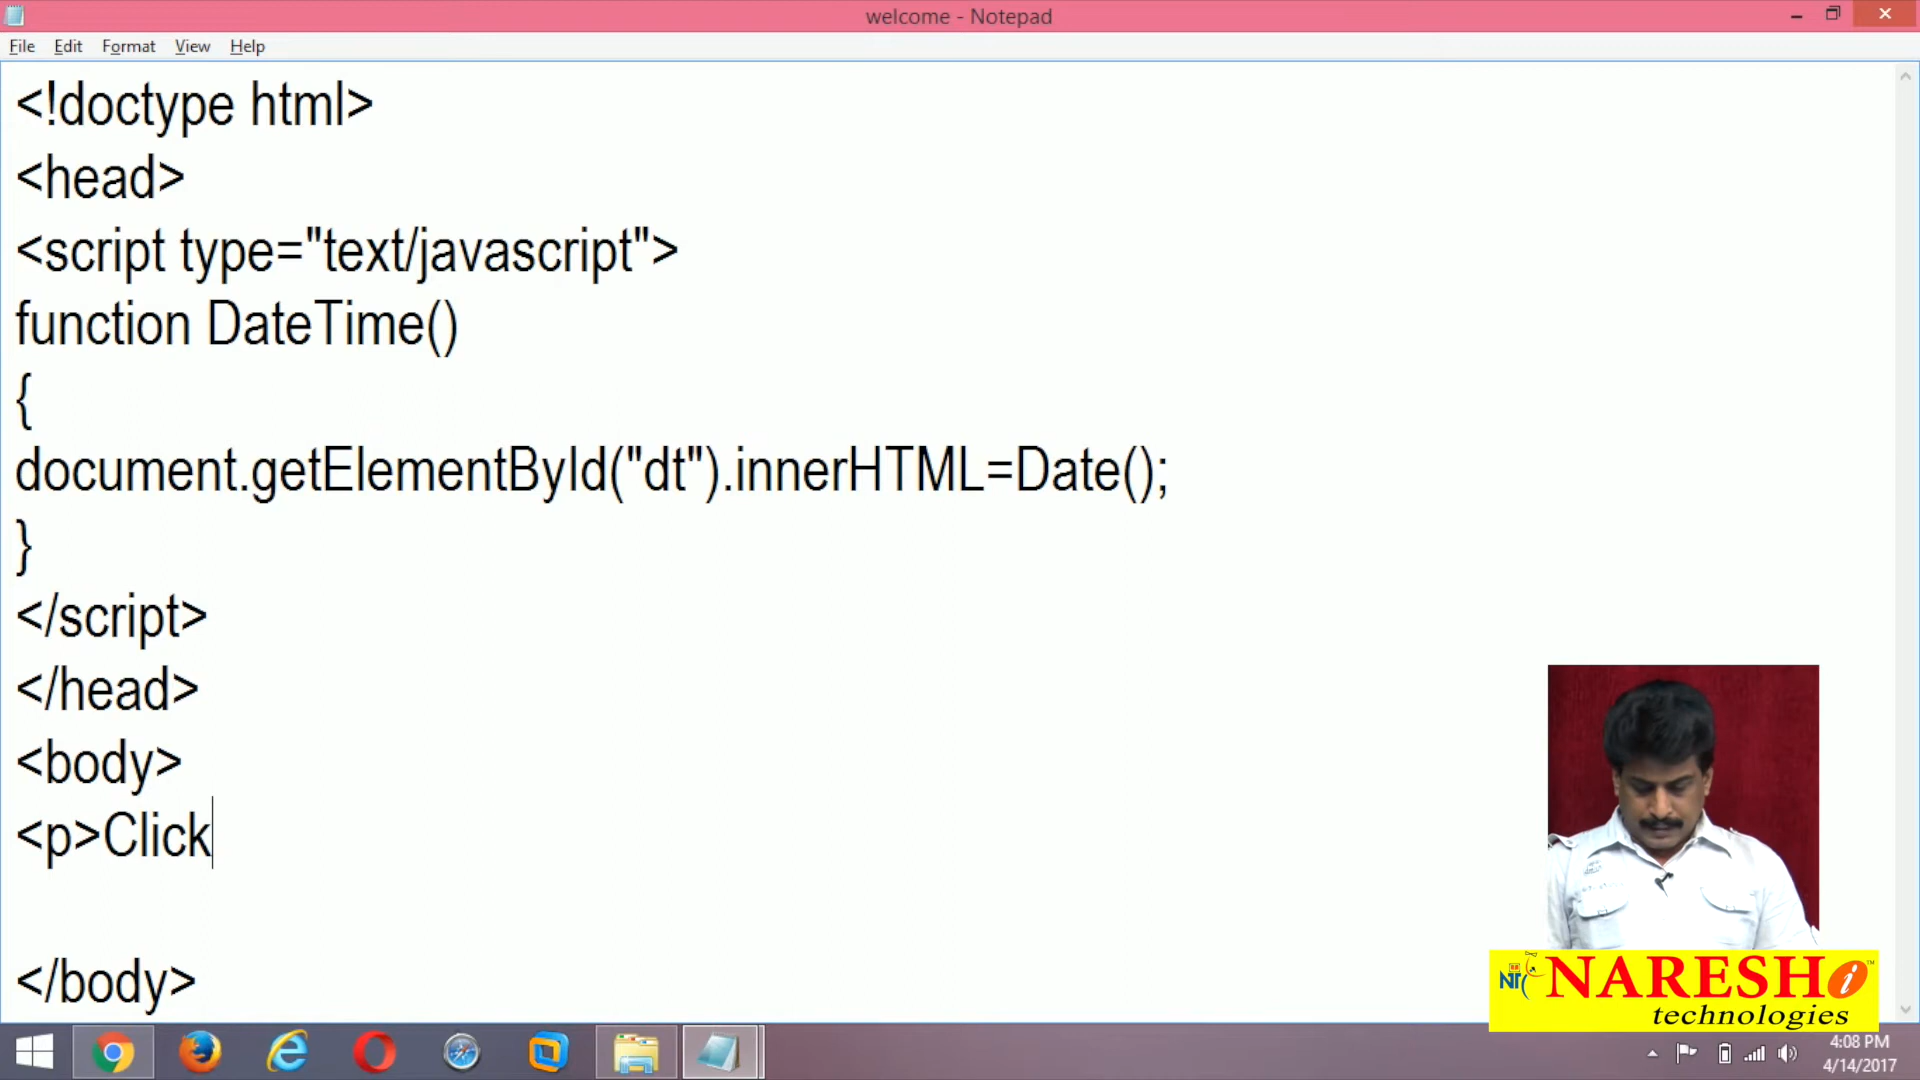 welcome - Notepad
File Edit Format View Help
<!doctype html>
<head>
<script type="text/javascript">
function DateTime()
{
document.getElementById("dt").innerHTML=Date();
}
</script>
</head>
<body>
<p>Click
</body>
NARESH i
technologies
4:08 PM
4/14/2017